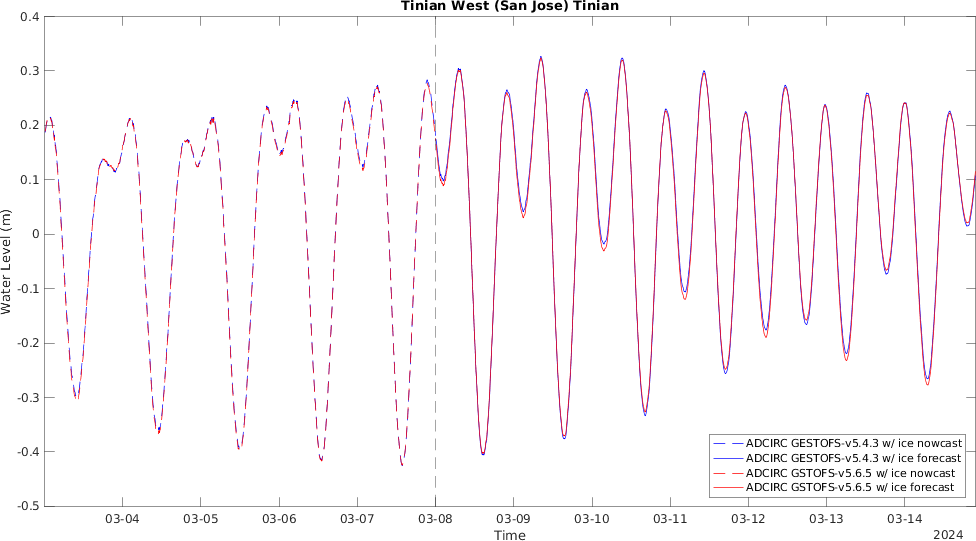 Tinian West (San Jose) Tinian
0.4
0.3
0.2
0.1
0
-0.1
-0.2
-0.3
-0.4
-0.5
Water Level (m)
ADCIRC GESTOFS-v5.4.3 w/ ice nowcast
ADCIRC GESTOFS-v5.4.3 w/ ice forecast
ADCIRC GSTOFS-v5.6.5 w/ ice nowcast
ADCIRC GSTOFS-v5.6.5 w/ ice forecast
03-04 03-05 03-06 03-07 03-08 03-09 03-10 03-11 03-12 03-13 03-14
Time
2024